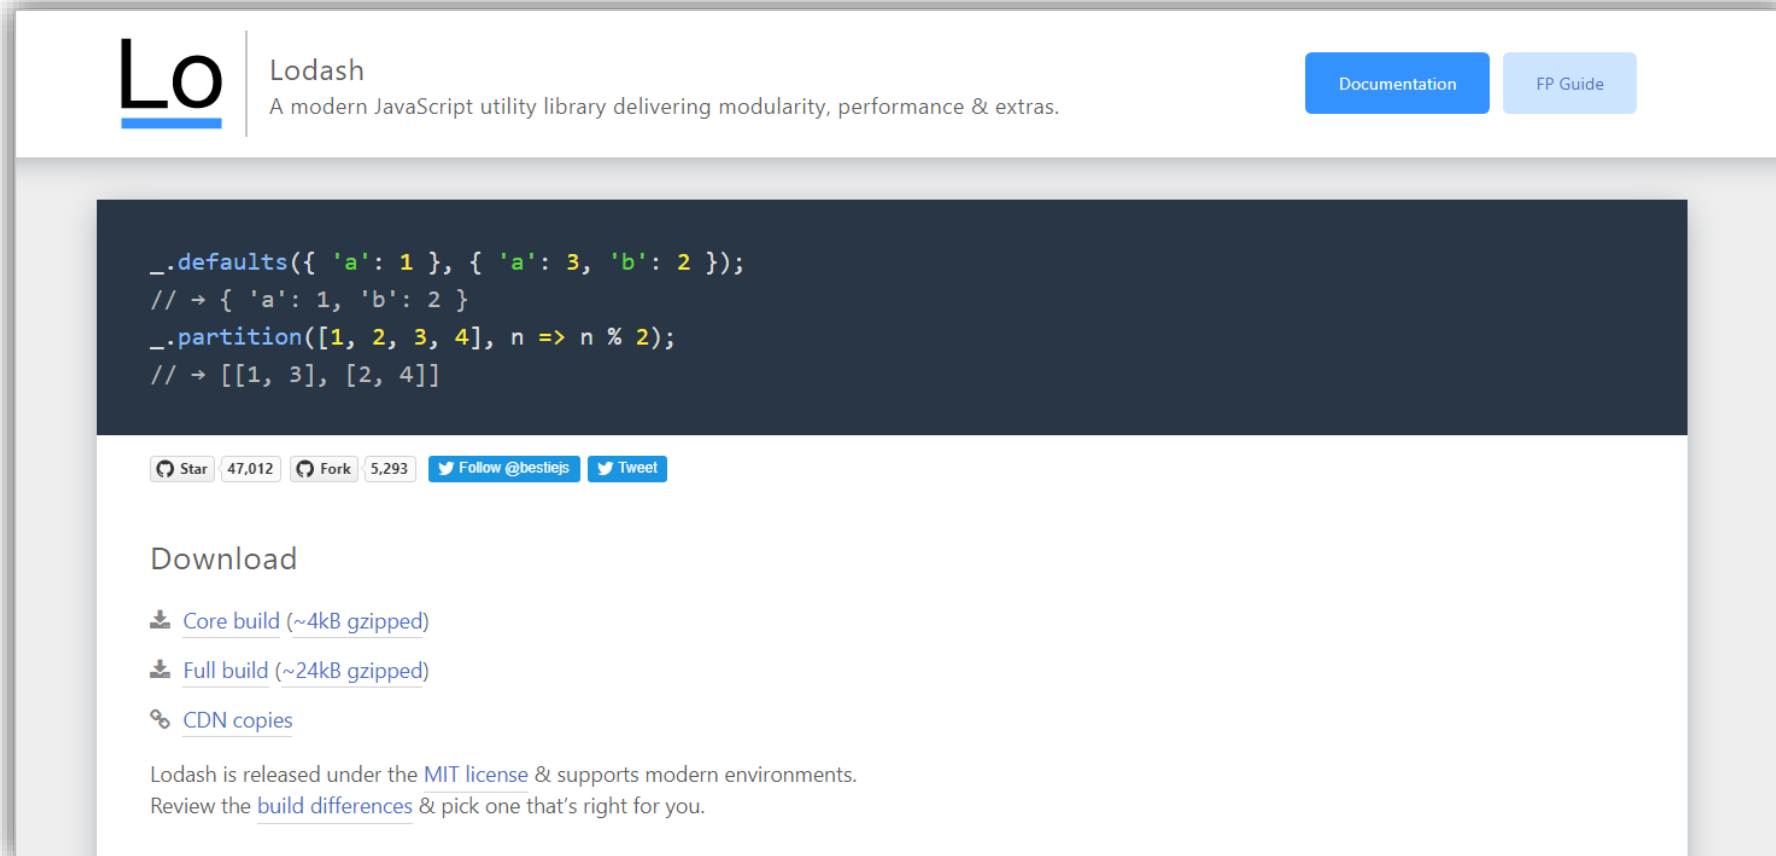 Lo
Lodash
A modern JavaScript utility library delivering modularity, performance & extras.
Documentation
FP Guide
_.defaults({ 'a': 1 }, { 'a': 3, 'b': 2 });
// → { 'a': 1, 'b': 2 }
_.partition([1, 2, 3, 4], n => n % 2);
// → [[1, 3], [2, 4]]
Star 47,012 Fork 5,293 Follow @bestiejs Tweet
Download
Core build (~4kB gzipped)
Full build (~24kB gzipped)
CDN copies
Lodash is released under the MIT license & supports modern environments.
Review the build differences & pick one that’s right for you.